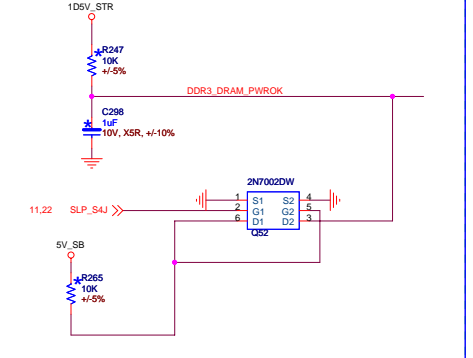 1D5V_STR
*R247
10K
+/-5%
DDR3_DRAM_PWROK
C298
* 1uF
10V, X5R, +/-10%
2N7002DW
1 S1 S2 4
11,22 SLP_S4J 2 G1 G2 5
6 D1 D2 3
Q52
5V_SB
*R265
10K
+/-5%